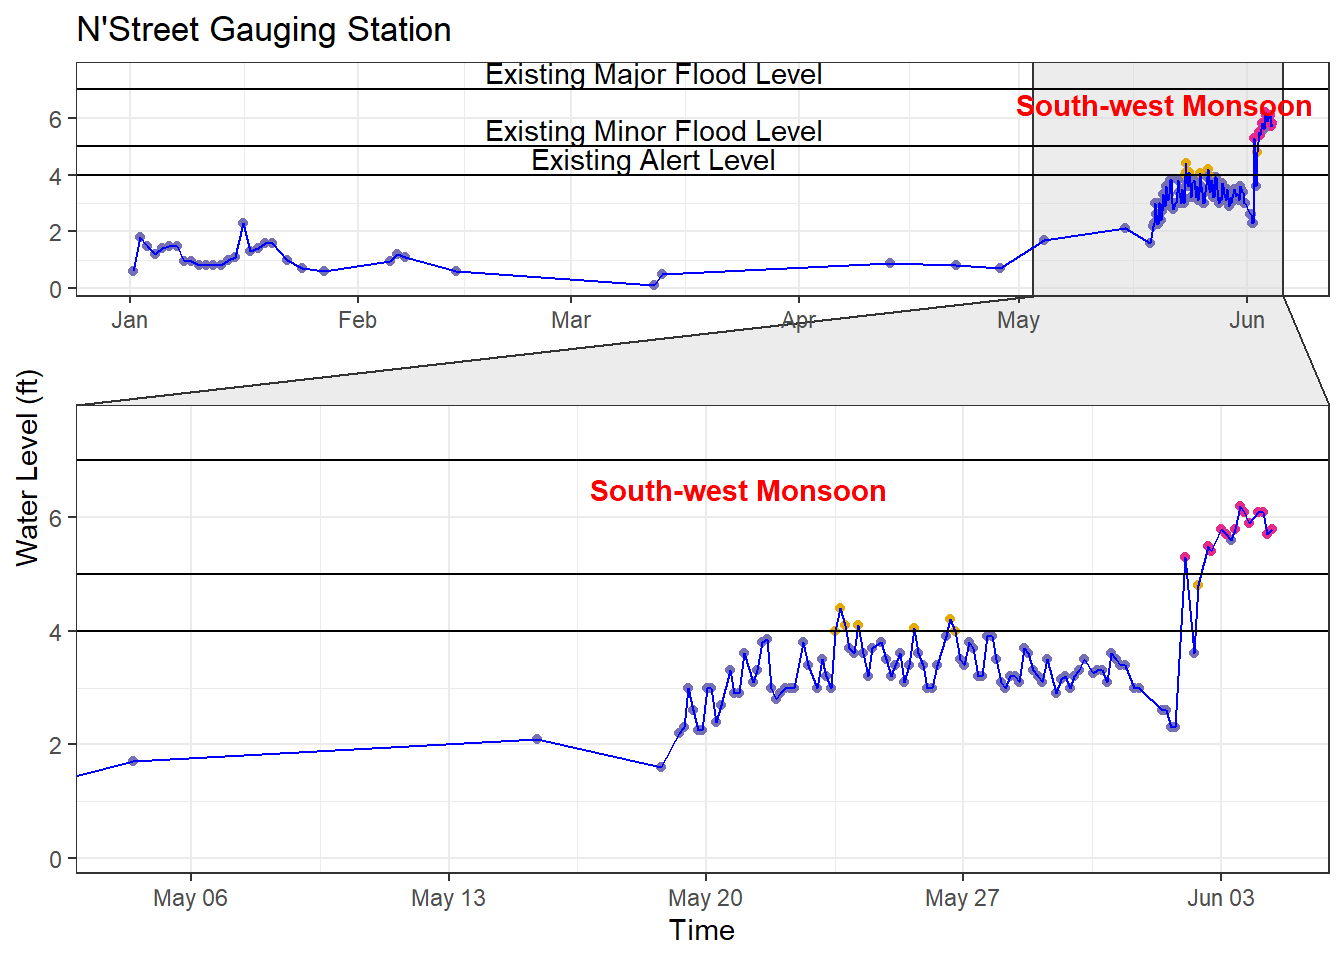 N'Street Gauging Station
Existing Major Flood Level
South-west Monsoon
Existing Minor Flood Level
Existing Alert Level
6
4
2
0
Jan Feb Mar Apr May Jun
Water Level (ft)
South-west Monsoon
6
4
2
0
May 06 May 13 May 20 May 27 Jun 03
Time